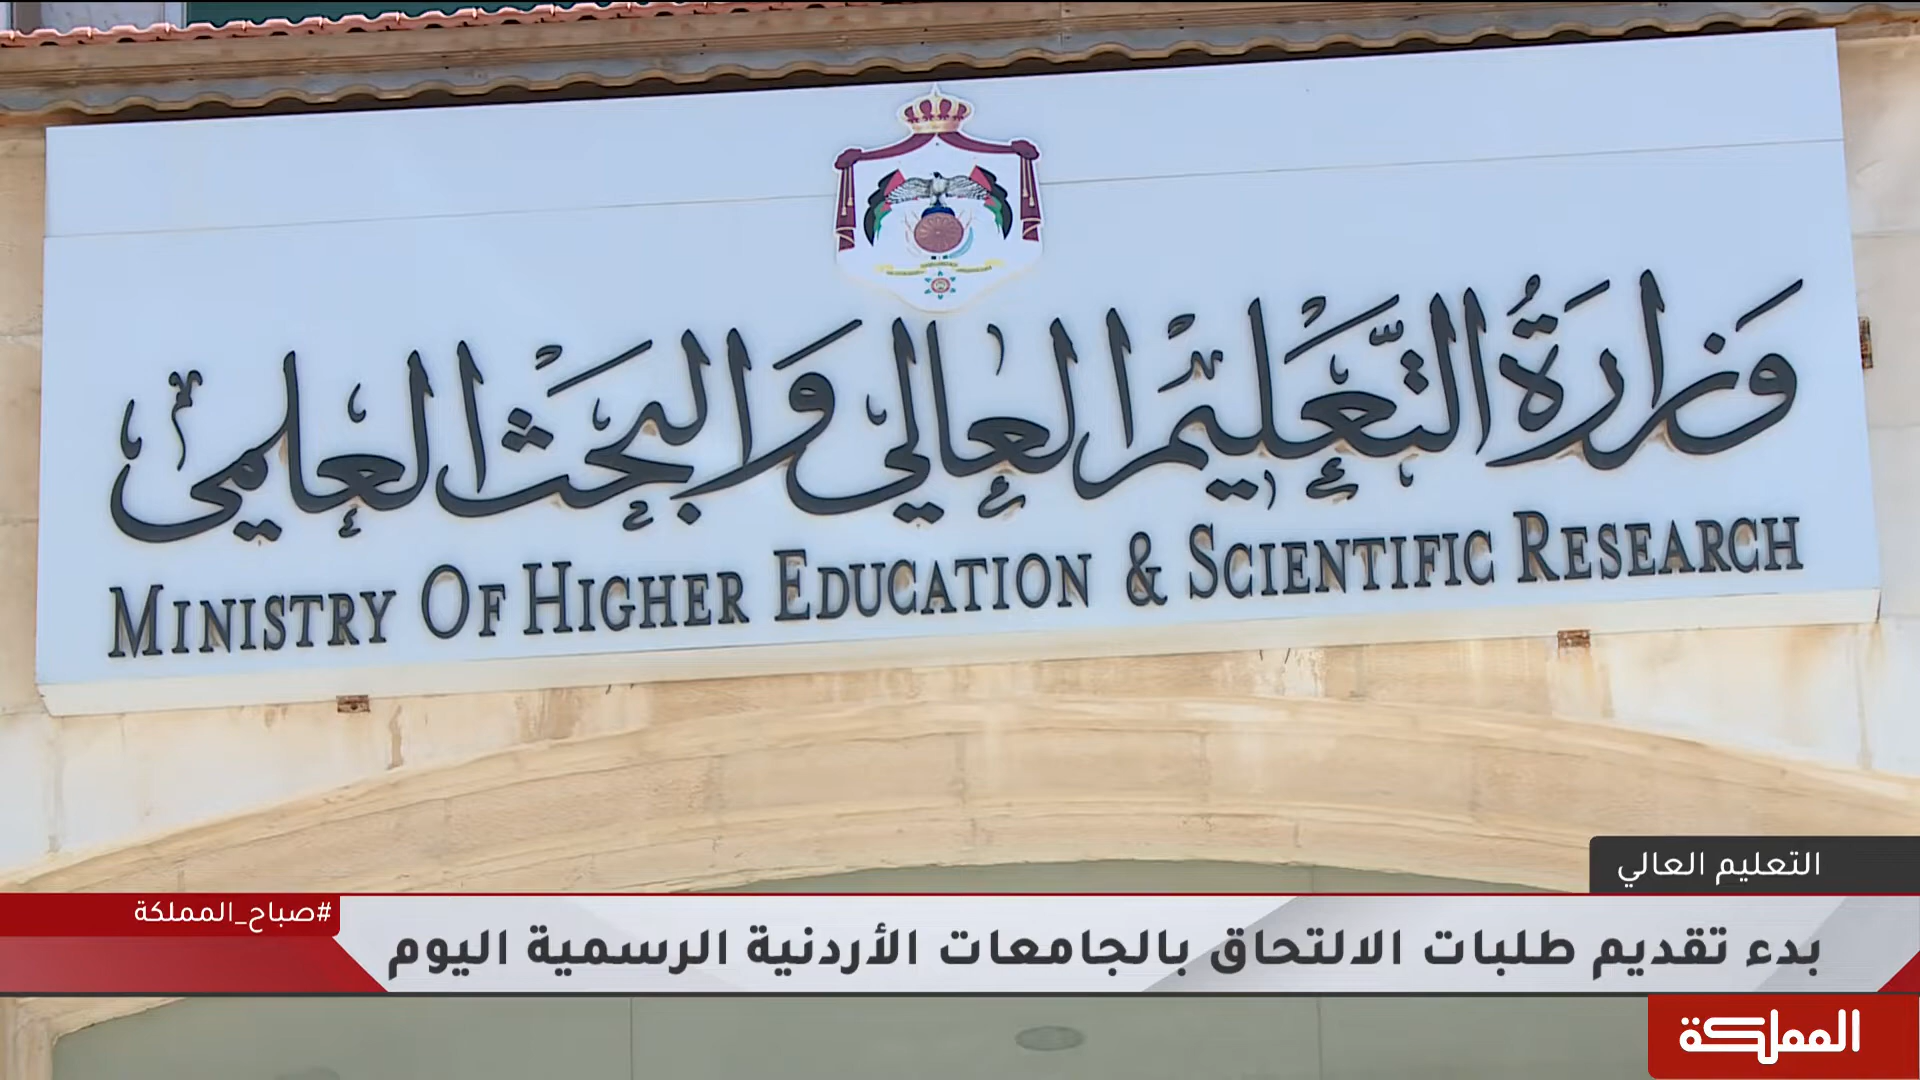 وزارة التعليم العالي والبحث العلمي
MINISTRY OF HIGHER EDUCATION & SCIENTIFIC RESEARCH
التعليم العالي
#صباح_المملكة
بدء تقديم طلبات الالتحاق بالجامعات الأردنية الرسمية اليوم
المملكة